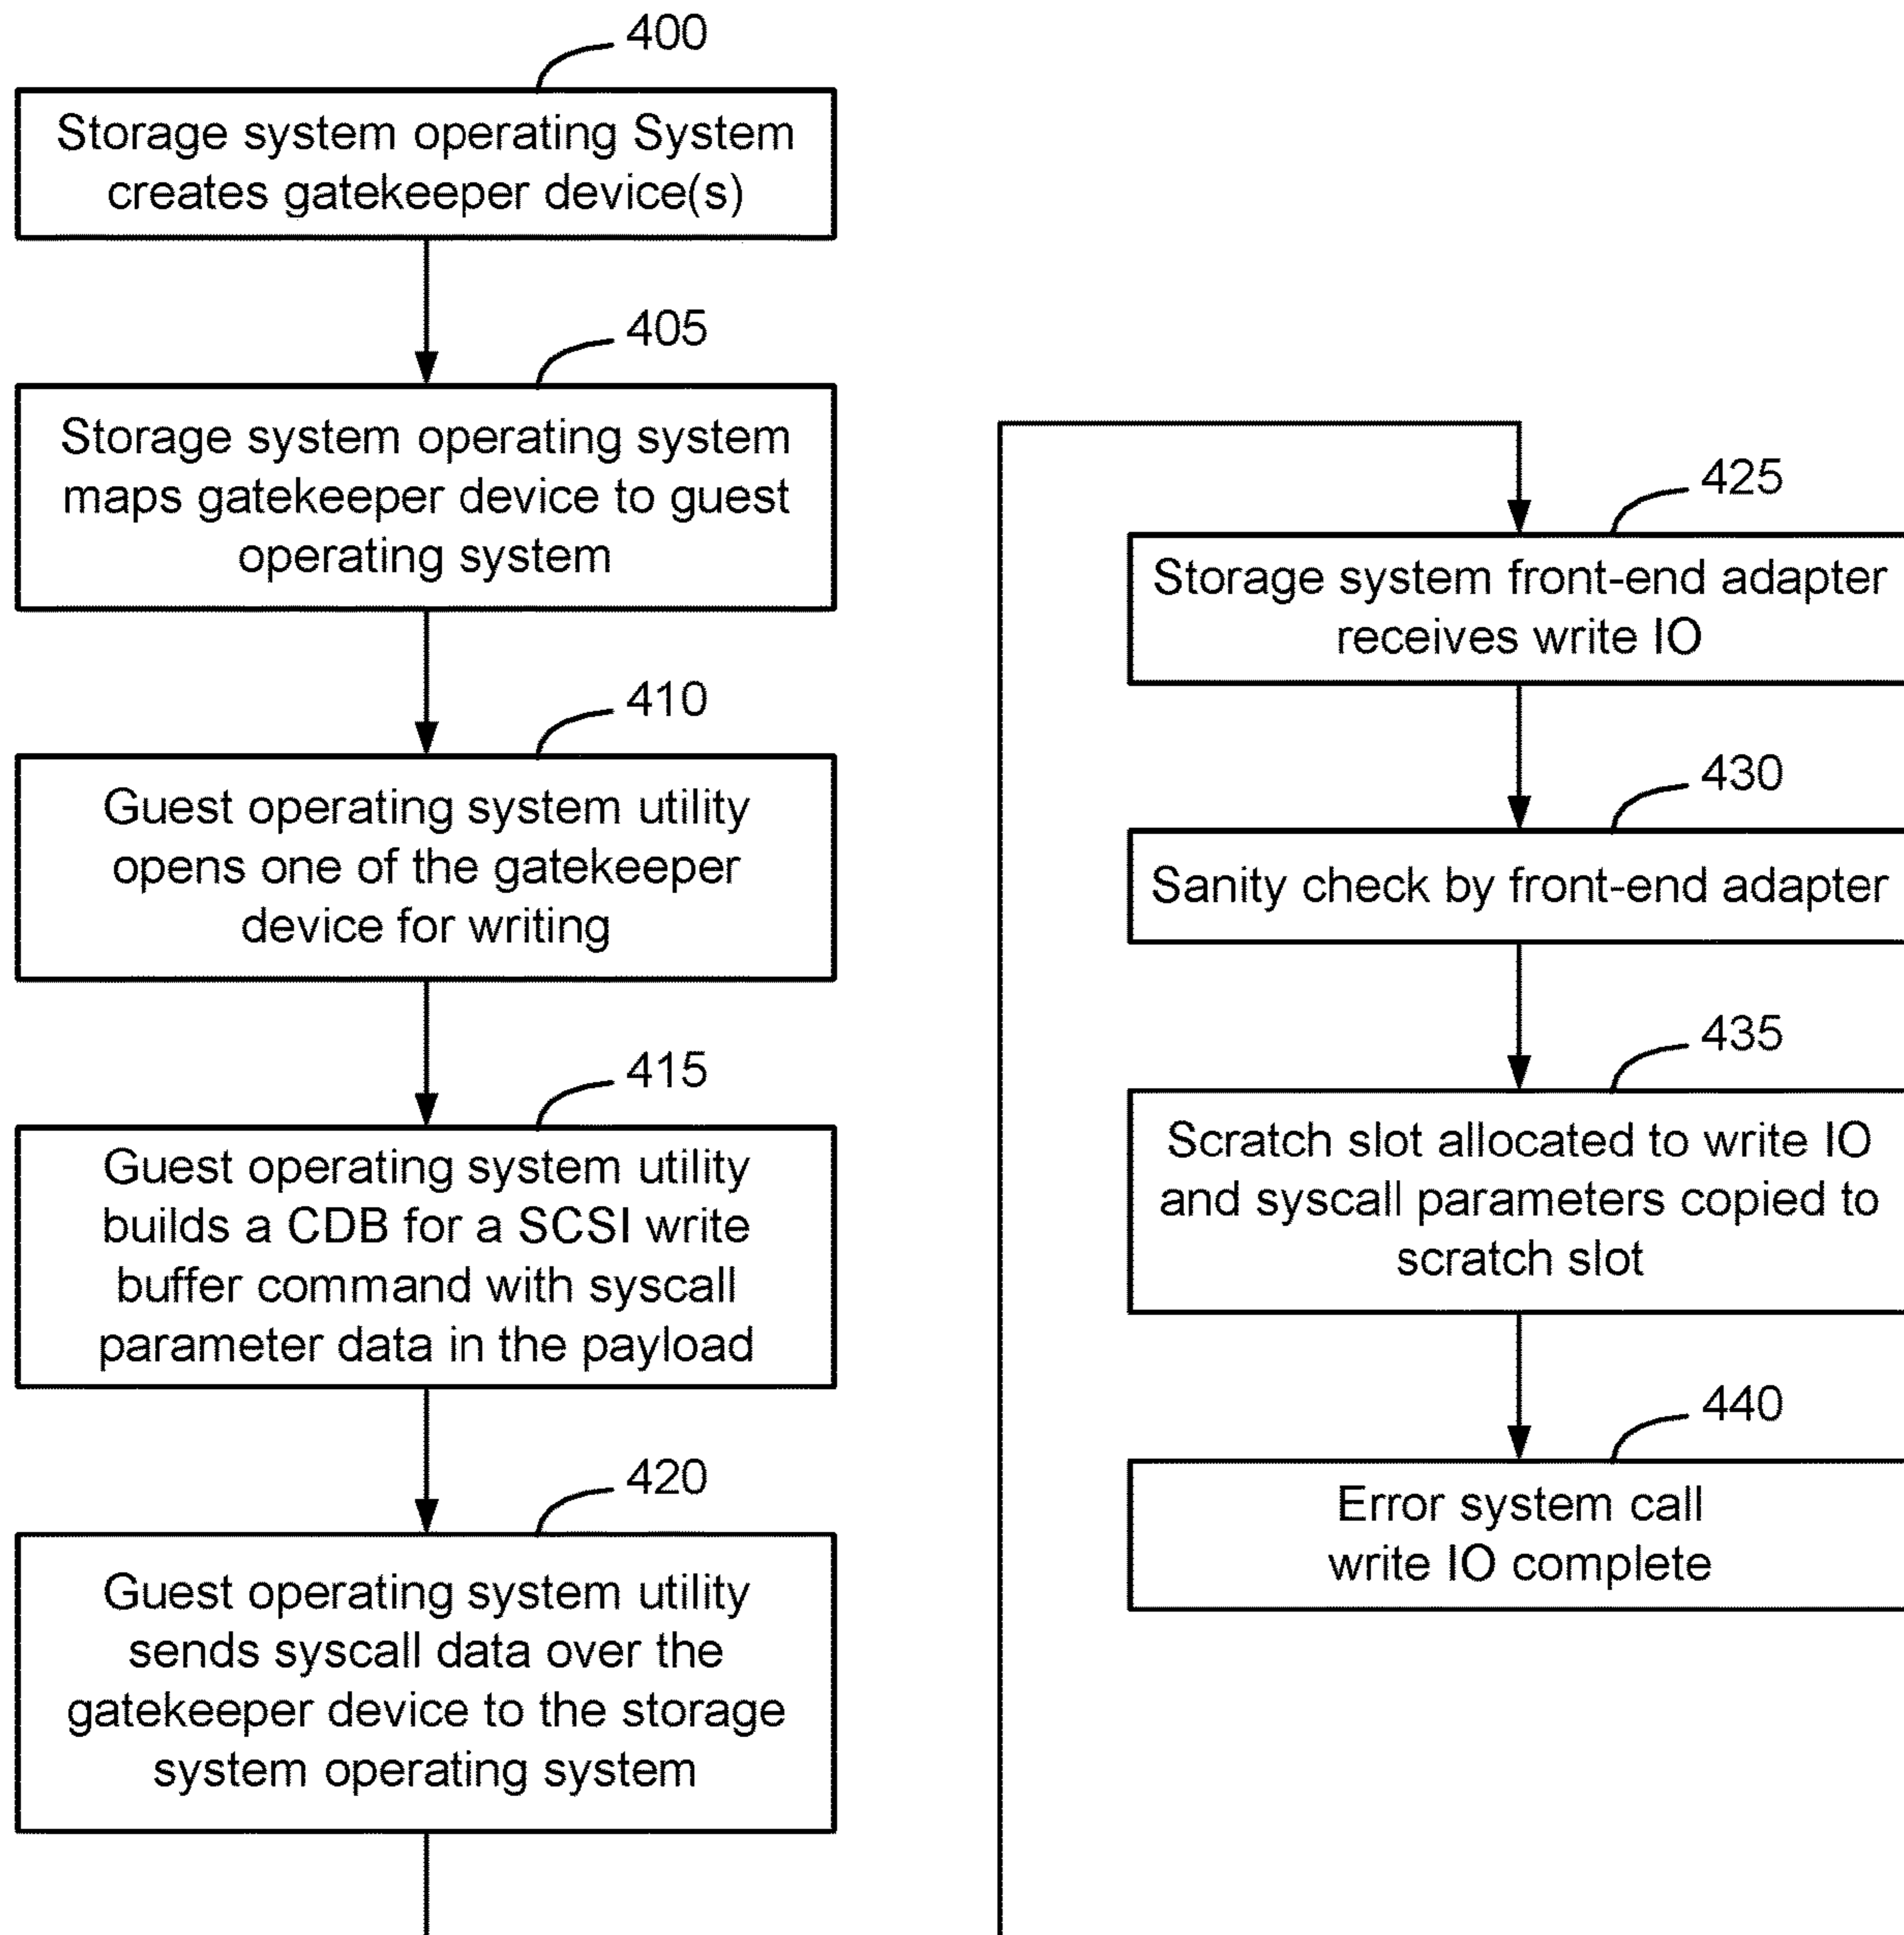 400
Storage system operating System
creates gatekeeper device(s)
405
Storage system operating system
maps gatekeeper device to guest
operating system
410
Guest operating system utility
opens one of the gatekeeper
device for writing
415
Guest operating system utility
builds a CDB for a SCSI write
buffer command with syscall
parameter data in the payload
420
Guest operating system utility
sends syscall data over the
gatekeeper device to the storage
system operating system
425
Storage system front-end adapter
receives write IO
430
Sanity check by front-end adapter
435
Scratch slot allocated to write IO
and syscall parameters copied to
scratch slot
440
Error system call
write IO complete